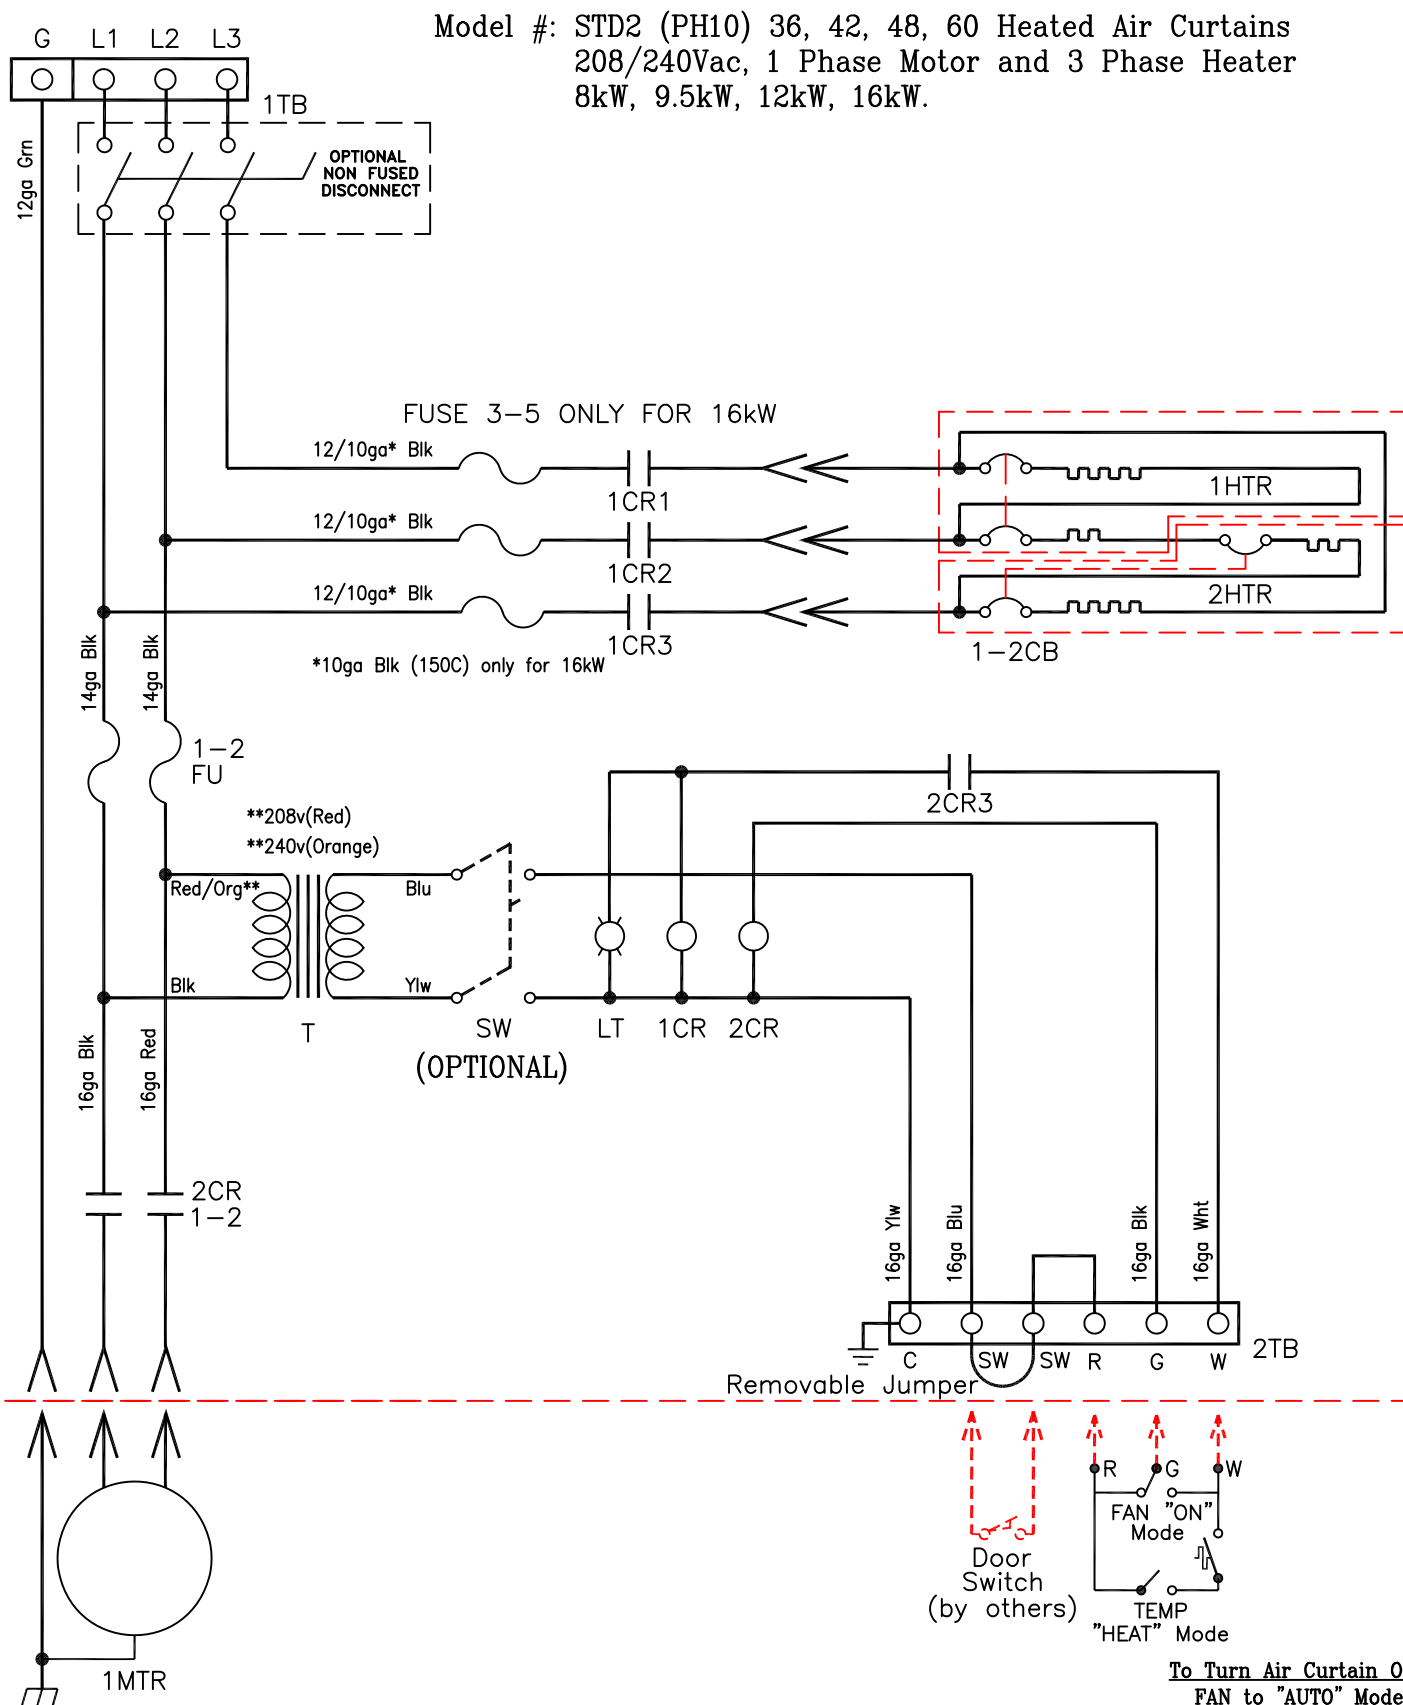 Model #: STD2 (PH10) 36, 42, 48, 60 Heated Air Curtains
208/240Vac, 1 Phase Motor and 3 Phase Heater
8kW, 9.5kW, 12kW, 16kW.
G L1 L2 L3
1TB
OPTIONAL
NON FUSED
DISCONNECT
12ga Grn
FUSE 3-5 ONLY FOR 16kW
12/10ga* Blk
1CR1
1HTR
12/10ga* Blk
1CR2
12/10ga* Blk
2HTR
1CR3
1-2CB
*10ga Blk (150C) only for 16kW
14ga Blk
14ga Blk
1-2
FU
2CR3
**208v(Red)
**240v(Orange)
Red/Org**
Blu
Blk
Ylw
T
SW
(OPTIONAL)
LT 1CR 2CR
16ga Blk
16ga Red
2CR
1-2
16ga Ylw
16ga Blu
16ga Blk
16ga Wht
2TB
C SW SW R G W
Removable Jumper
R G W
FAN "ON"
Mode
Door
Switch
(by others)
TEMP
"HEAT" Mode
1MTR
To Turn Air Curtain O
FAN to "AUTO" Mode